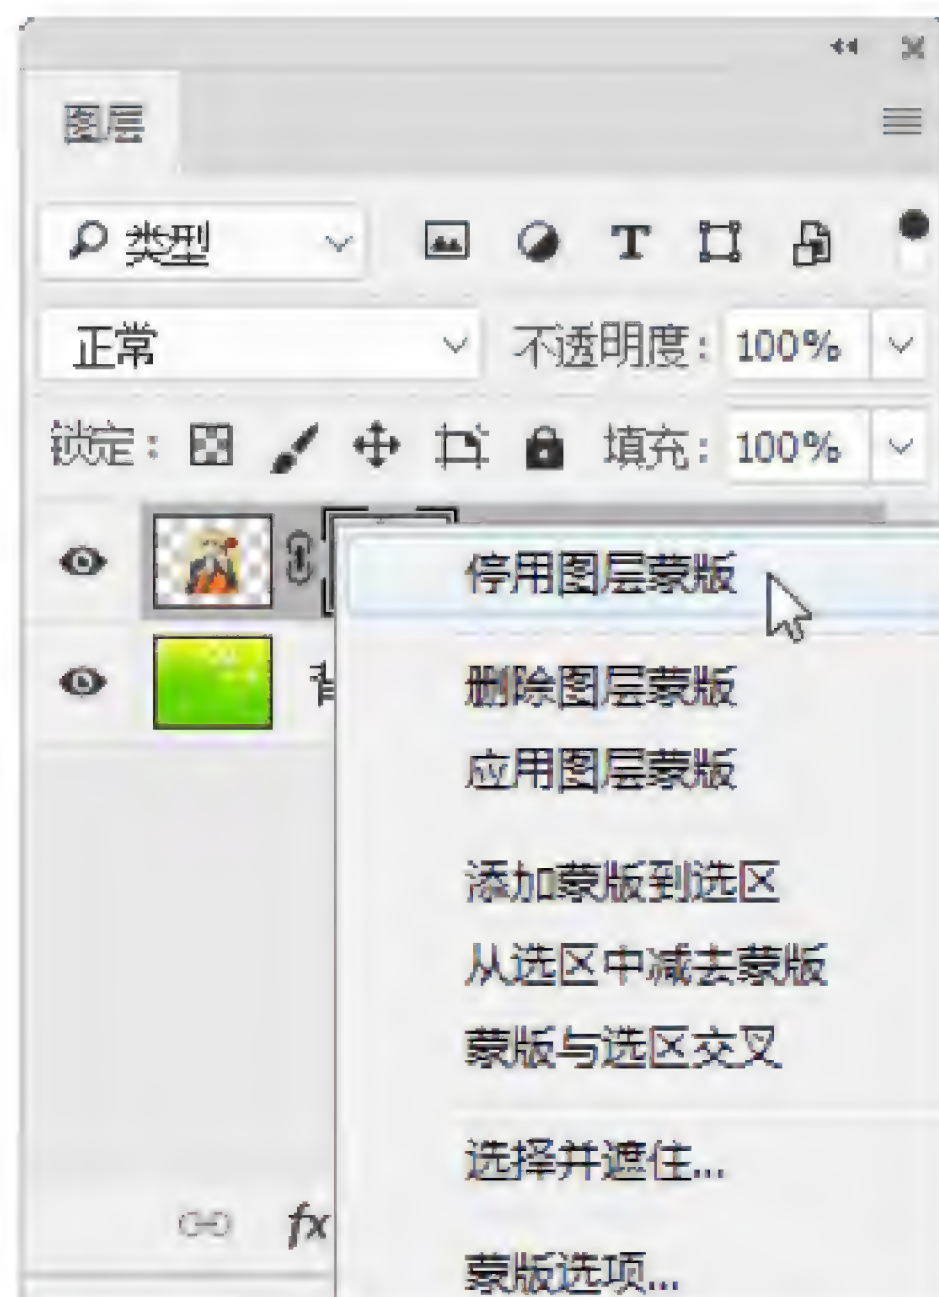 图层
类型
正常 不透明度: 100%
锁定: 填充: 100%
停用图层蒙版
删除图层蒙版
应用图层蒙版
添加蒙版到选区
从选区中减去蒙版
蒙版与选区交叉
选择并遮住...
fx
蒙版选项...